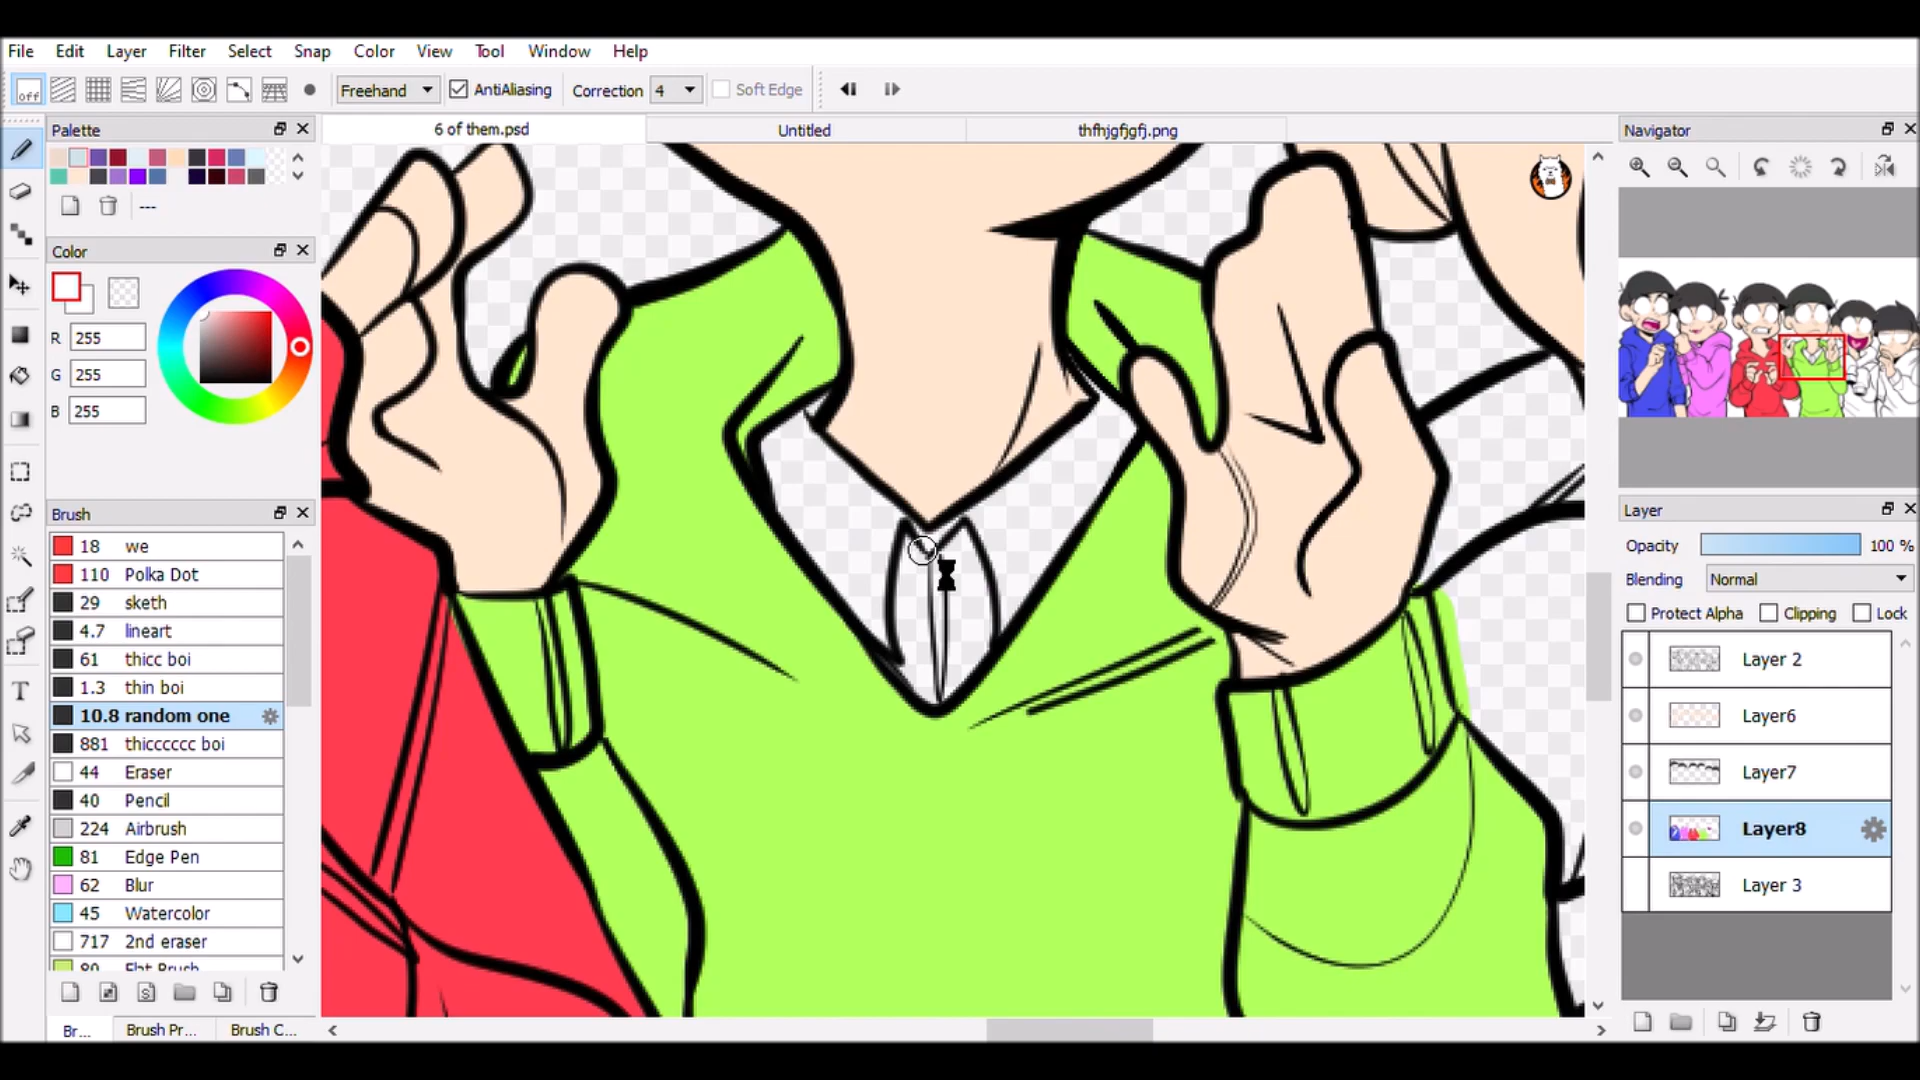 File Edit Layer Filter Select Snap Color View Tool Window Help
off Freehand AntiAliasing Correction 4 Soft Edge
Palette
6 of them.psd Untitled thfhjgfjgfj.png
Navigator
---
Color
R 255
G 255
B 255
Brush
18 we
110 Polka Dot
29 sketh
4.7 lineart
61 thicc boi
1.3 thin boi
10.8 random one
881 thicccccc boi
44 Eraser
40 Pencil
224 Airbrush
81 Edge Pen
62 Blur
45 Watercolor
717 2nd eraser
80 Flat Brush
Br... Brush Pr... Brush C...
Layer
Opacity 100 %
Blending Normal
Protect Alpha Clipping Lock
Layer 2
Layer6
Layer7
Layer8
Layer 3